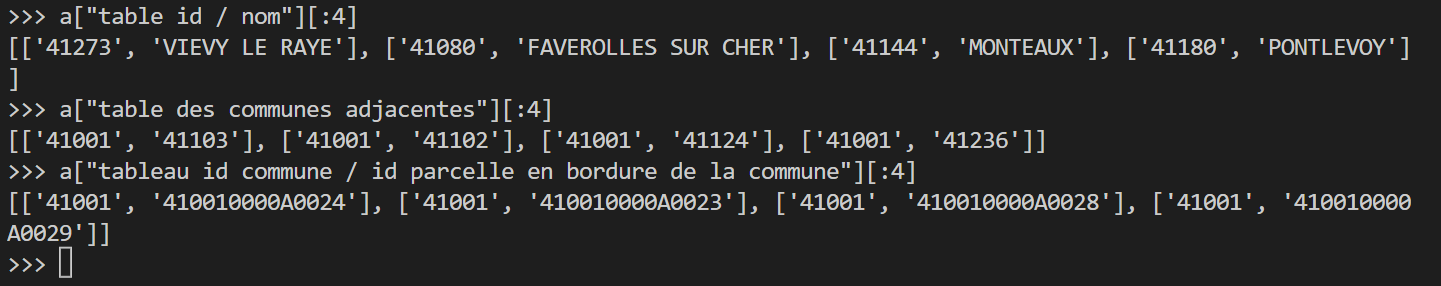 >>> a["table id / nom"][:4]
[['41273', 'VIEVY LE RAYE'], ['41080', 'FAVEROLLES SUR CHER'], ['41144', 'MONTEAUX'], ['41180', 'PONTLEVOY']
]
>>> a["table des communes adjacentes"][:4]
[['41001', '41103'], ['41001', '41102'], ['41001', '41124'], ['41001', '41236']]
>>> a["tableau id commune / id parcelle en bordure de la commune"][:4]
[['41001', '410010000A0024'], ['41001', '410010000A0023'], ['41001', '410010000A0028'], ['41001', '410010000
A0029']]
>>>